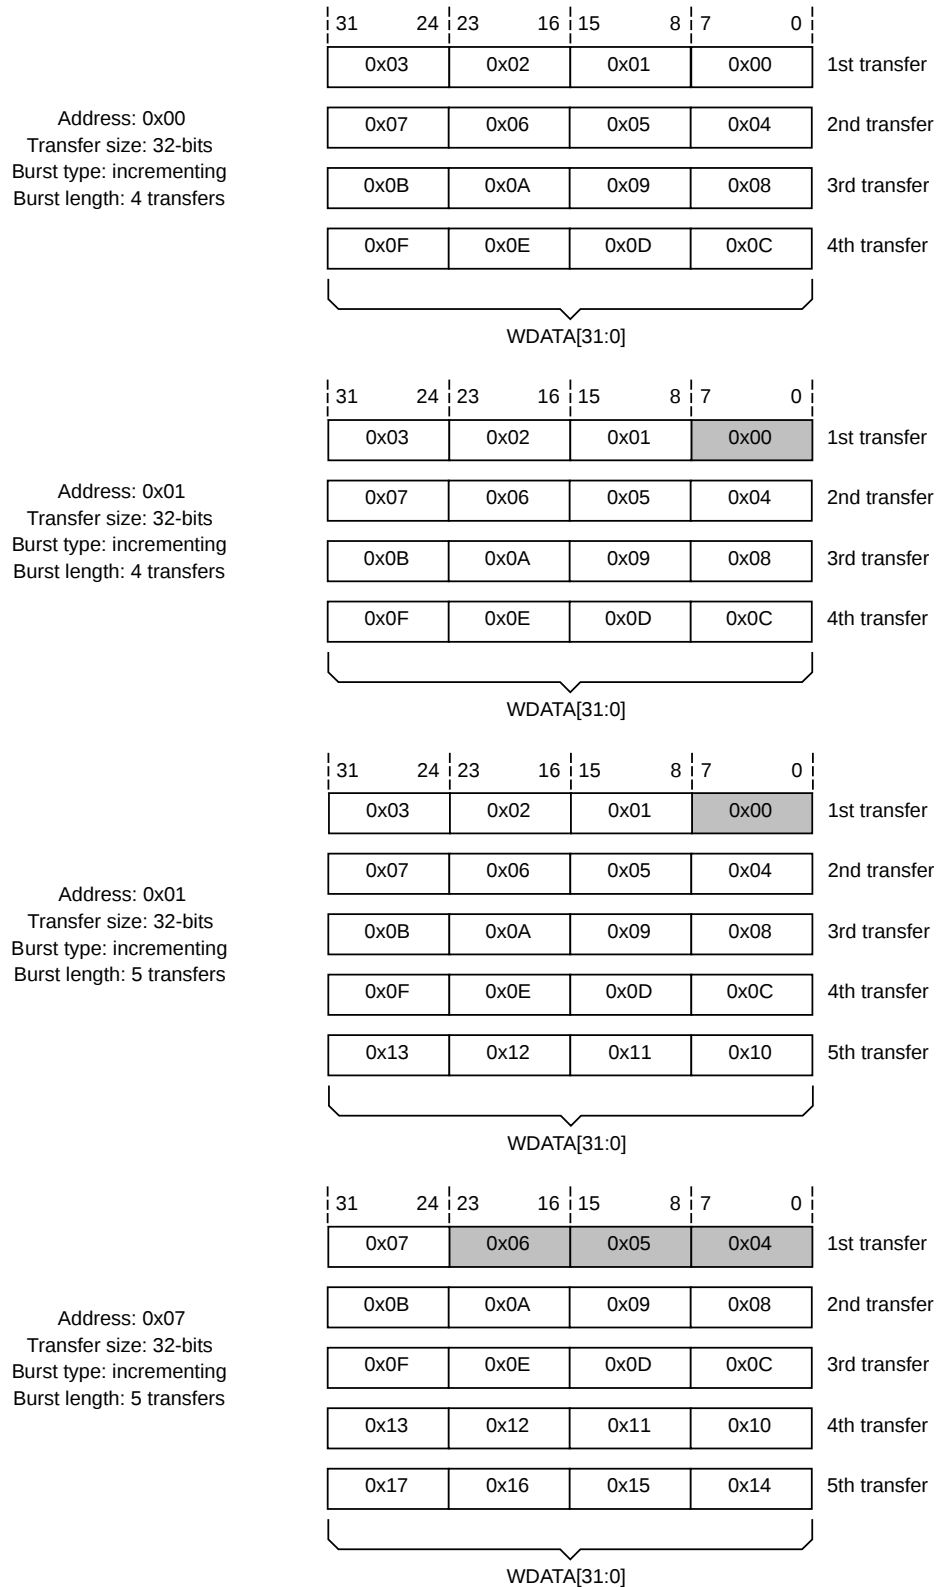 31 24 23 16 15 8 7 0
0x03 0x02 0x01 0x00 1st transfer
Address: 0x00
Transfer size: 32-bits
Burst type: incrementing
Burst length: 4 transfers
0x07 0x06 0x05 0x04 2nd transfer
0x0B 0x0A 0x09 0x08 3rd transfer
0x0F 0x0E 0x0D 0x0C 4th transfer
WDATA[31:0]
31 24 23 16 15 8 7 0
0x03 0x02 0x01 0x00 1st transfer
Address: 0x01
Transfer size: 32-bits
Burst type: incrementing
Burst length: 4 transfers
0x07 0x06 0x05 0x04 2nd transfer
0x0B 0x0A 0x09 0x08 3rd transfer
0x0F 0x0E 0x0D 0x0C 4th transfer
WDATA[31:0]
31 24 23 16 15 8 7 0
0x03 0x02 0x01 0x00 1st transfer
0x07 0x06 0x05 0x04 2nd transfer
Address: 0x01
Transfer size: 32-bits
Burst type: incrementing
Burst length: 5 transfers
0x0B 0x0A 0x09 0x08 3rd transfer
0x0F 0x0E 0x0D 0x0C 4th transfer
0x13 0x12 0x11 0x10 5th transfer
WDATA[31:0]
31 24 23 16 15 8 7 0
0x07 0x06 0x05 0x04 1st transfer
0x0B 0x0A 0x09 0x08 2nd transfer
Address: 0x07
Transfer size: 32-bits
Burst type: incrementing
Burst length: 5 transfers
0x0F 0x0E 0x0D 0x0C 3rd transfer
0x13 0x12 0x11 0x10 4th transfer
0x17 0x16 0x15 0x14 5th transfer
WDATA[31:0]